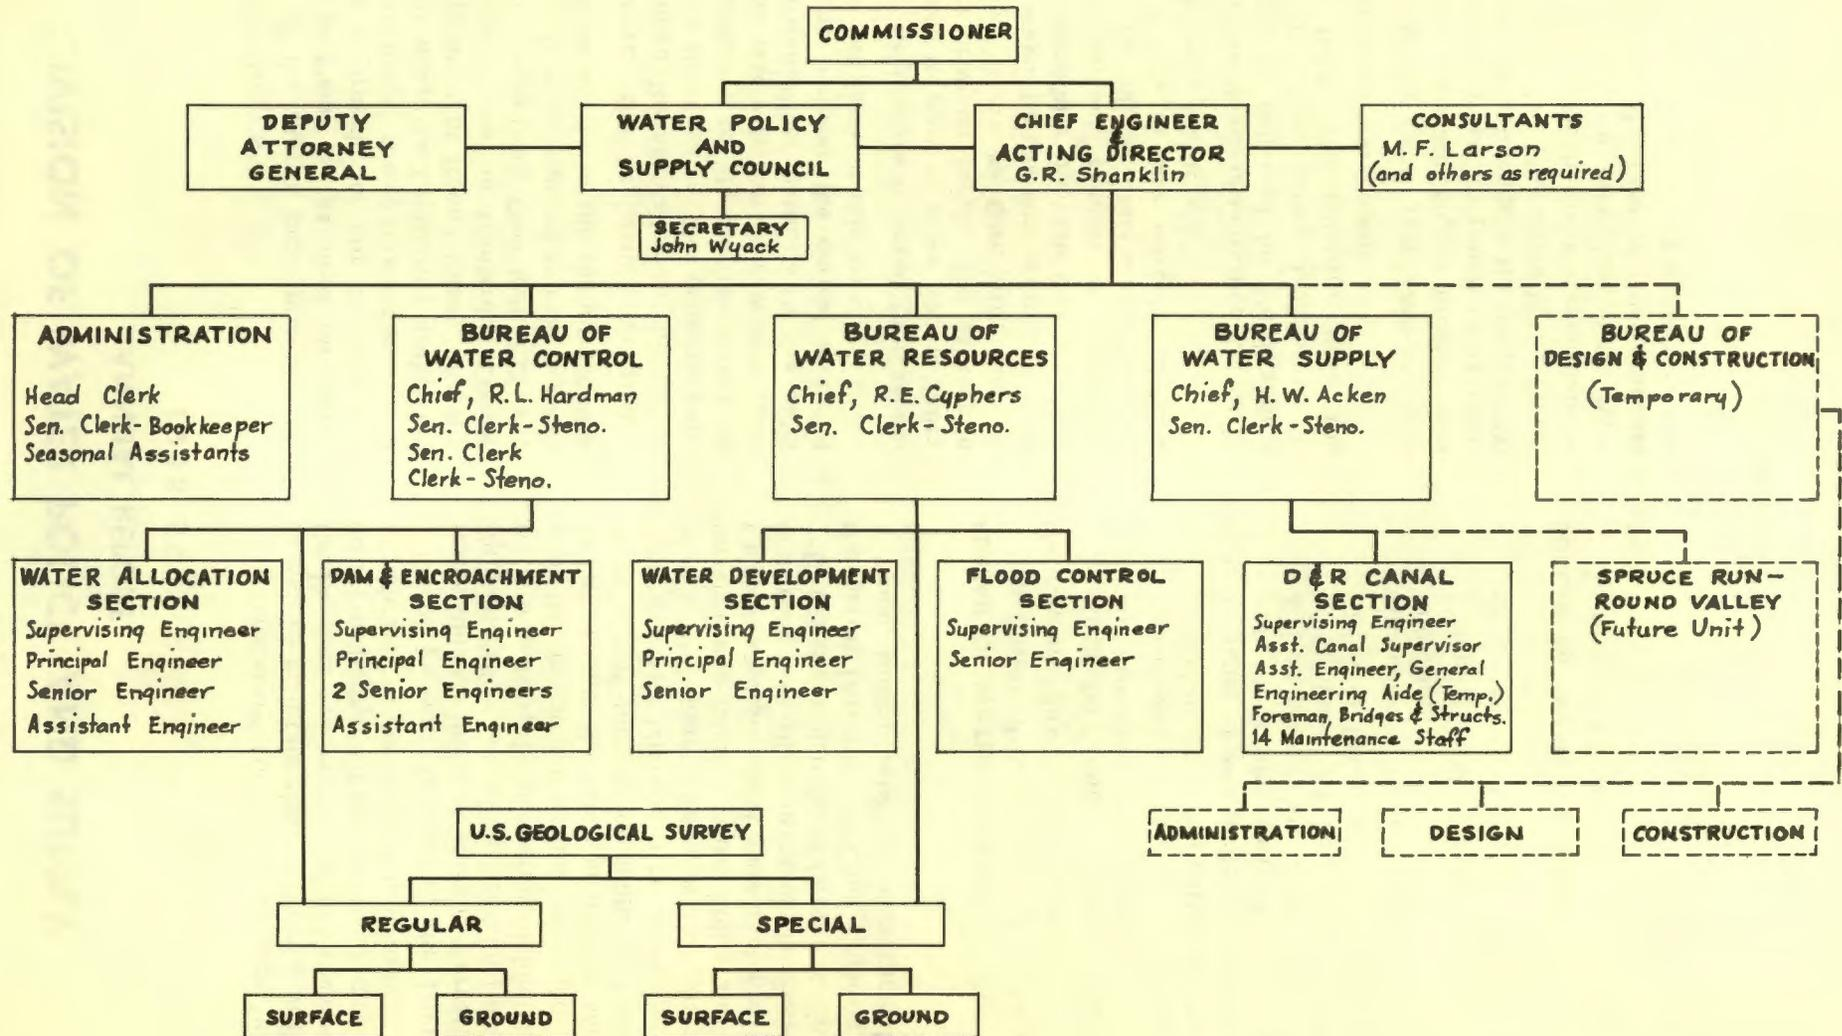 COMMISSIONER
DEPUTY
ATTORNEY
GENERAL
WATER POLICY
AND
SUPPLY COUNCIL
CHIEF ENGINEER
&
ACTING DIRECTOR
G.R. Shanklin
CONSULTANTS
M.F. Larson
(and others as required)
SECRETARY
John Wyack
ADMINISTRATION
Head Clerk
Sen. Clerk-Bookkeeper
Seasonal Assistants
BUREAU OF
WATER CONTROL
Chief, R.L. Hardman
Sen. Clerk-Steno.
Sen. Clerk
Clerk-Steno.
BUREAU OF
WATER RESOURCES
Chief, R.E. Cyphers
Sen. Clerk-Steno.
BUREAU OF
WATER SUPPLY
Chief, H.W. Acken
Sen. Clerk-Steno.
BUREAU OF
DESIGN & CONSTRUCTION
(Temporary)
WATER ALLOCATION
SECTION
Supervising Engineer
Principal Engineer
Senior Engineer
Assistant Engineer
DAM & ENCROACHMENT
SECTION
Supervising Engineer
Principal Engineer
2 Senior Engineers
Assistant Engineer
WATER DEVELOPMENT
SECTION
Supervising Engineer
Principal Engineer
Senior Engineer
FLOOD CONTROL
SECTION
Supervising Engineer
Senior Engineer
D & R CANAL
SECTION
Supervising Engineer
Asst. Canal Supervisor
Asst. Engineer, General
Engineering Aide (Temp.)
Foreman, Bridges & Structs.
14 Maintenance Staff
SPRUCE RUN-
ROUND VALLEY
(Future Unit)
ADMINISTRATION
DESIGN
CONSTRUCTION
U.S. GEOLOGICAL SURVEY
REGULAR
SPECIAL
SURFACE
GROUND
SURFACE
GROUND